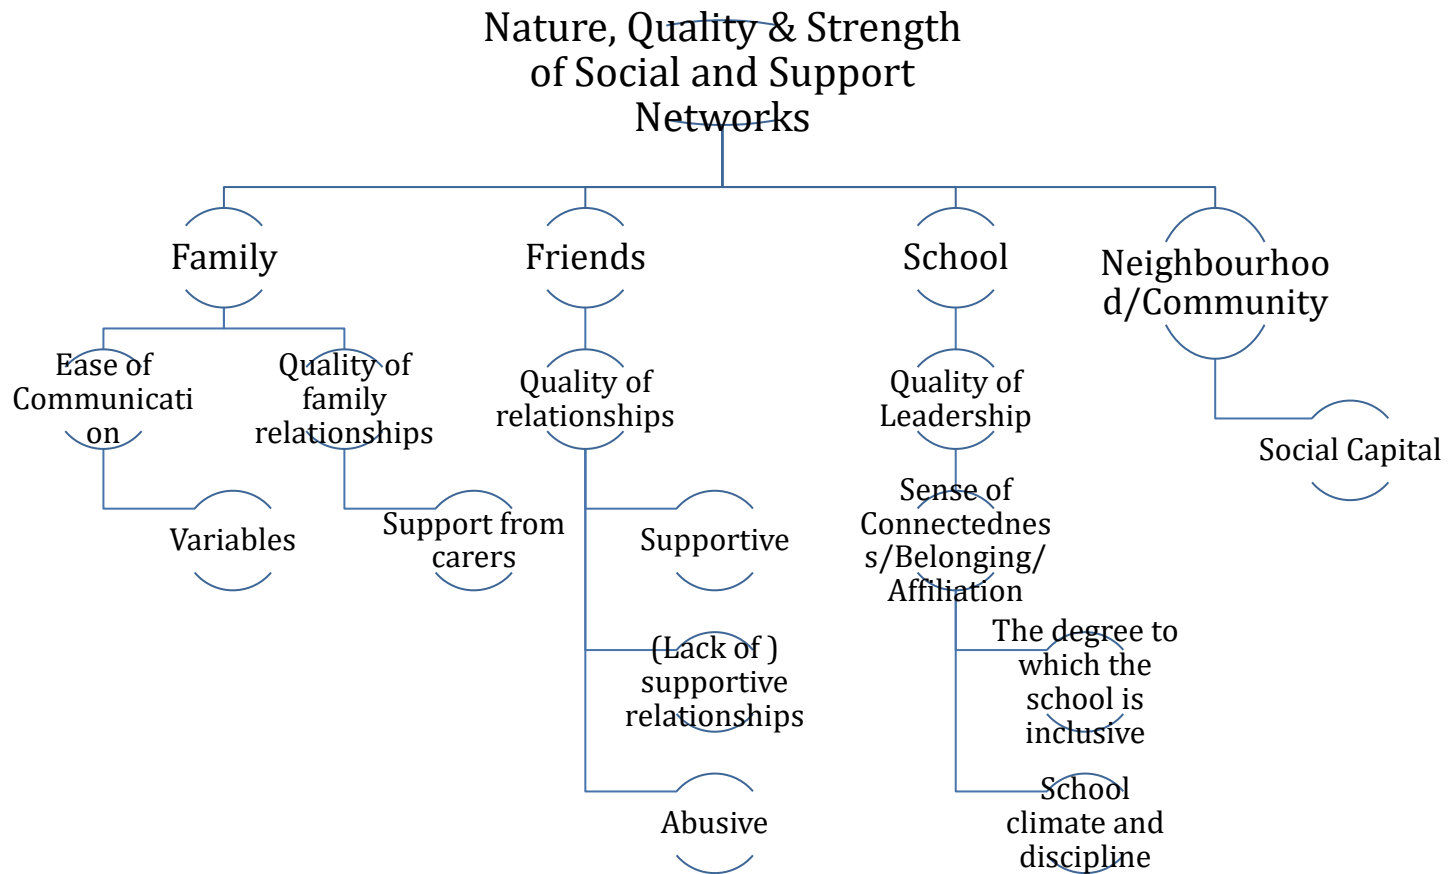 Nature, Quality & Strength
of Social and Support
Networks
Family
Friends
School
Neighbourhoo
d/Community
Ease of
Communicati
on
Quality of
family
relationships
Quality of
relationships
Quality of
Leadership
Social Capital
Variables
Support from
carers
Supportive
Sense of
Connectednes
s/Belonging/
Affiliation
(Lack of )
supportive
relationships
The degree to
which the
school is
inclusive
Abusive
School
climate and
discipline